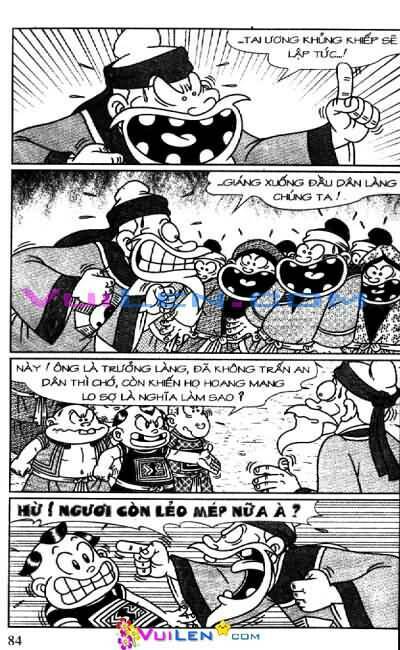 ...TAI ƯƠNG KHỦNG KHIẾP SẼ
LẬP TỨC...!
...GIÁNG XUỐNG ĐẦU DÂN LÀNG
CHÚNG TA !
VUILEN.COM
NÀY ! ÔNG LÀ TRƯỞNG LÀNG, ĐÃ KHÔNG TRẤN AN
DÂN THÌ CHỚ, CÒN KHIẾN HỌ HOANG MANG
LO SỢ LÀ NGHĨA LÀM SAO ?
HỪ ! NGƯƠI CÒN LẺO MÉP NỮA À ?
84
VUILEN.COM